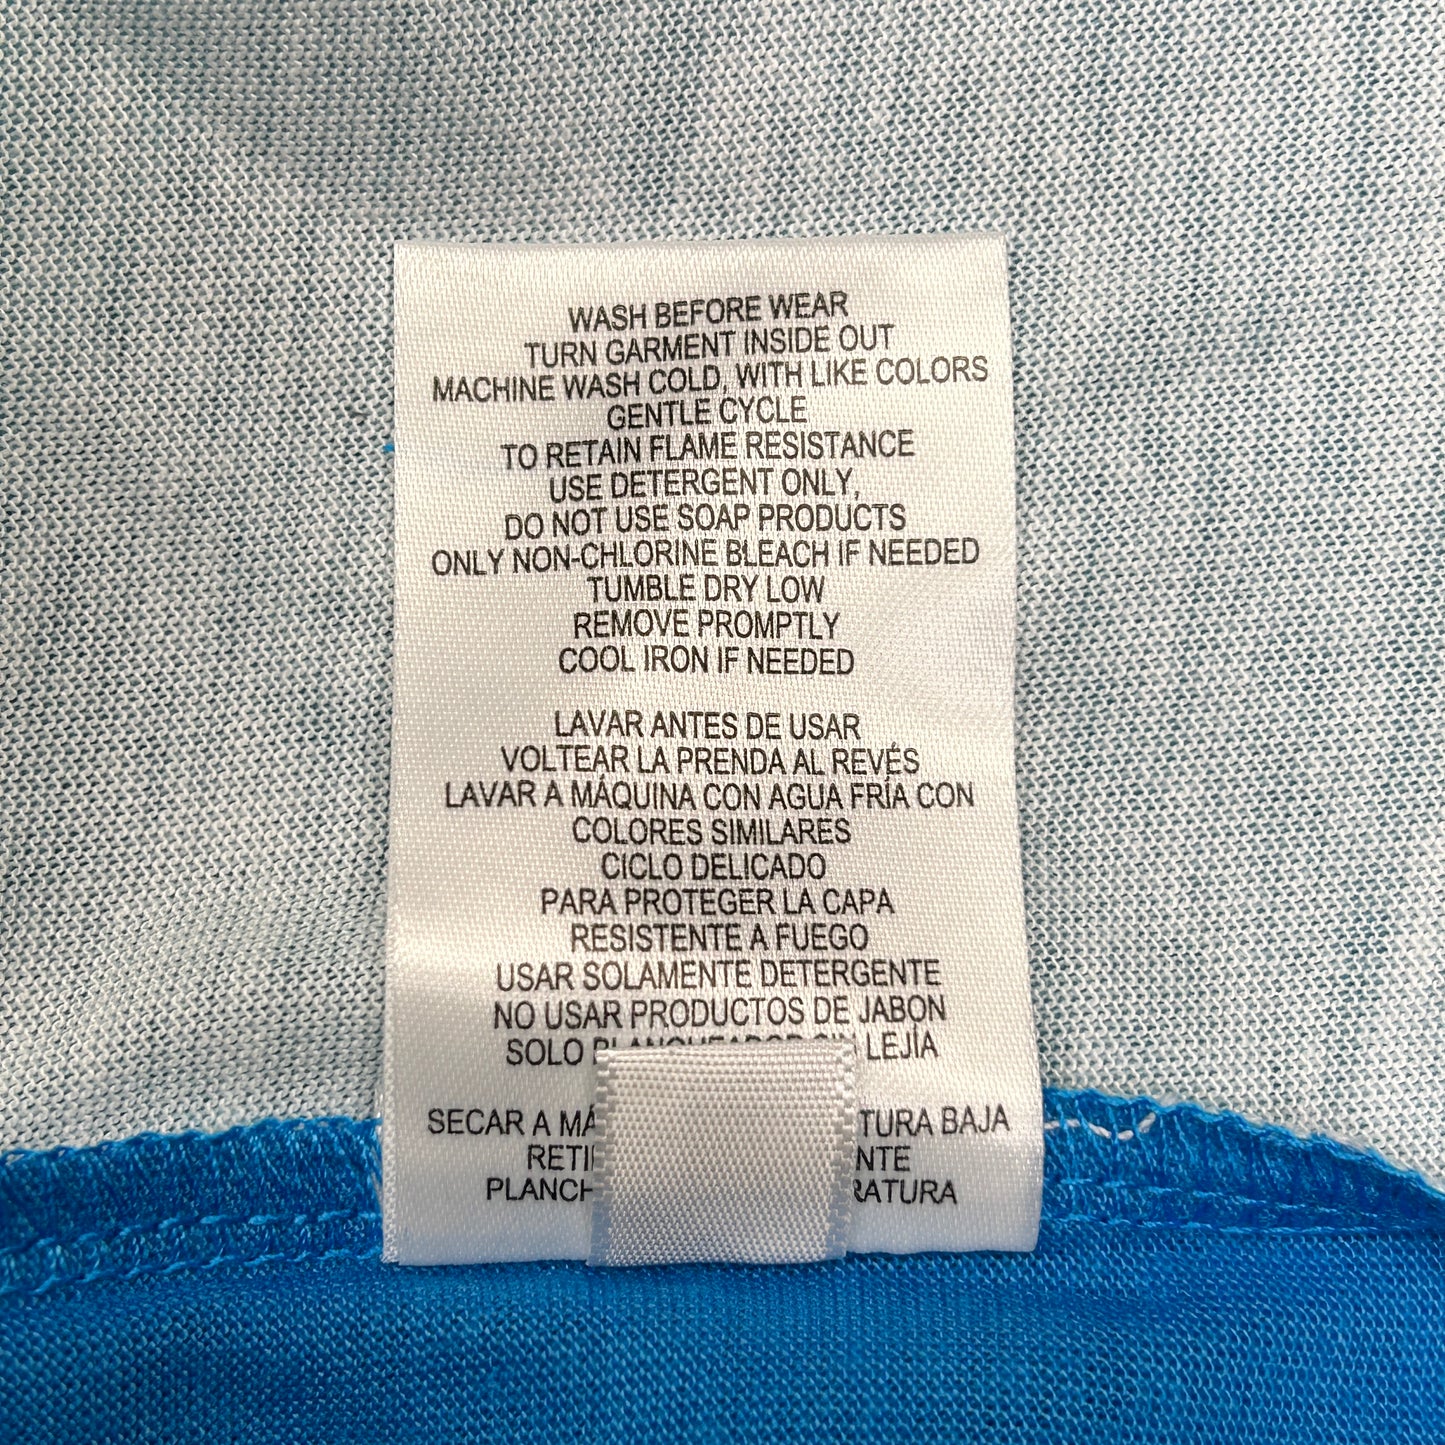 WASH BEFORE WEAR
TURN GARMENT INSIDE OUT
MACHINE WASH COLD, WITH LIKE COLORS
GENTLE CYCLE
TO RETAIN FLAME RESISTANCE
USE DETERGENT ONLY,
DO NOT USE SOAP PRODUCTS
ONLY NON-CHLORINE BLEACH IF NEEDED
TUMBLE DRY LOW
REMOVE PROMPTLY
COOL IRON IF NEEDED
LAVAR ANTES DE USAR
VOLTEAR LA PRENDA AL REVÉS
LAVAR A MÁQUINA CON AGUA FRÍA CON
COLORES SIMILARES
CICLO DELICADO
PARA PROTEGER LA CAPA
RESISTENTE A FUEGO
USAR SOLAMENTE DETERGENTE
NO USAR PRODUCTOS DE JABON
SOLO BLANQUEADOR SIN LEJÍA
SECAR A BAJA